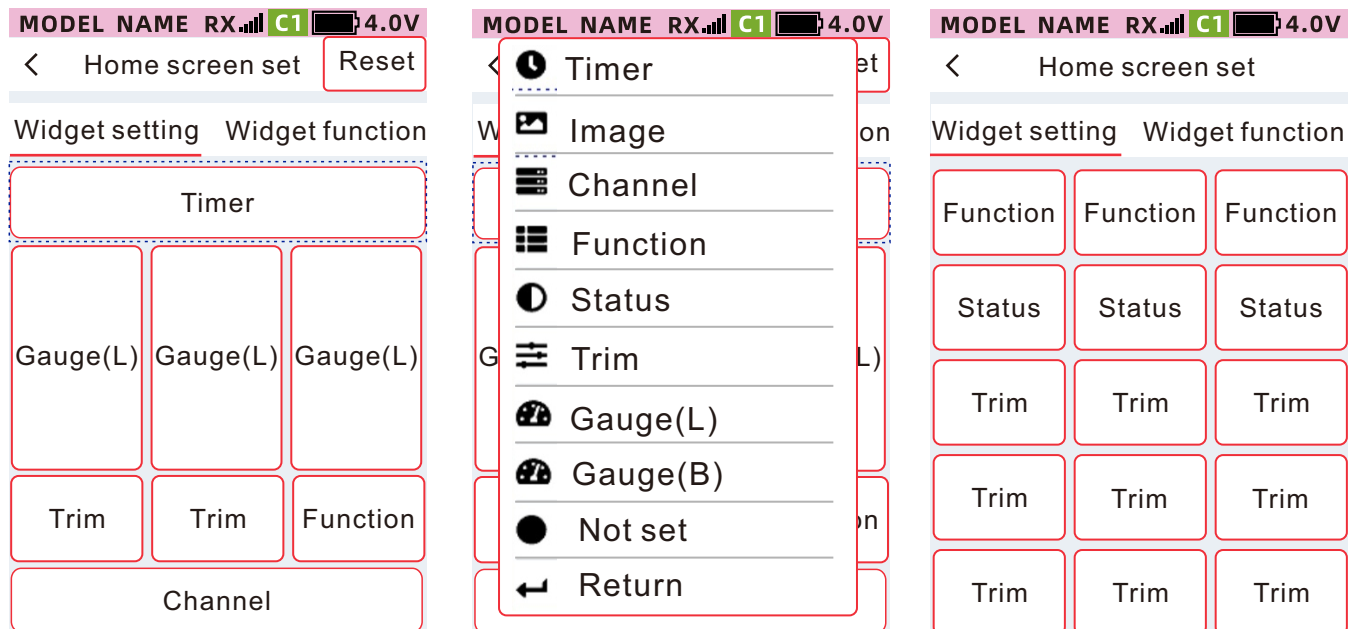 MODEL NAME RX C1 4.0V
Home screen set Reset
Widget setting Widget function
Timer
Gauge(L) Gauge(L) Gauge(L)
Trim Trim Function
Channel
MODEL NAME RX C1 4.0V
et
W on
G L)
on
Timer
Image
Channel
Function
Status
Trim
Gauge(L)
Gauge(B)
Not set
Return
MODEL NAME RX C1 4.0V
Home screen set
Widget setting Widget function
Function Function Function
Status Status Status
Trim Trim Trim
Trim Trim Trim
Trim Trim Trim